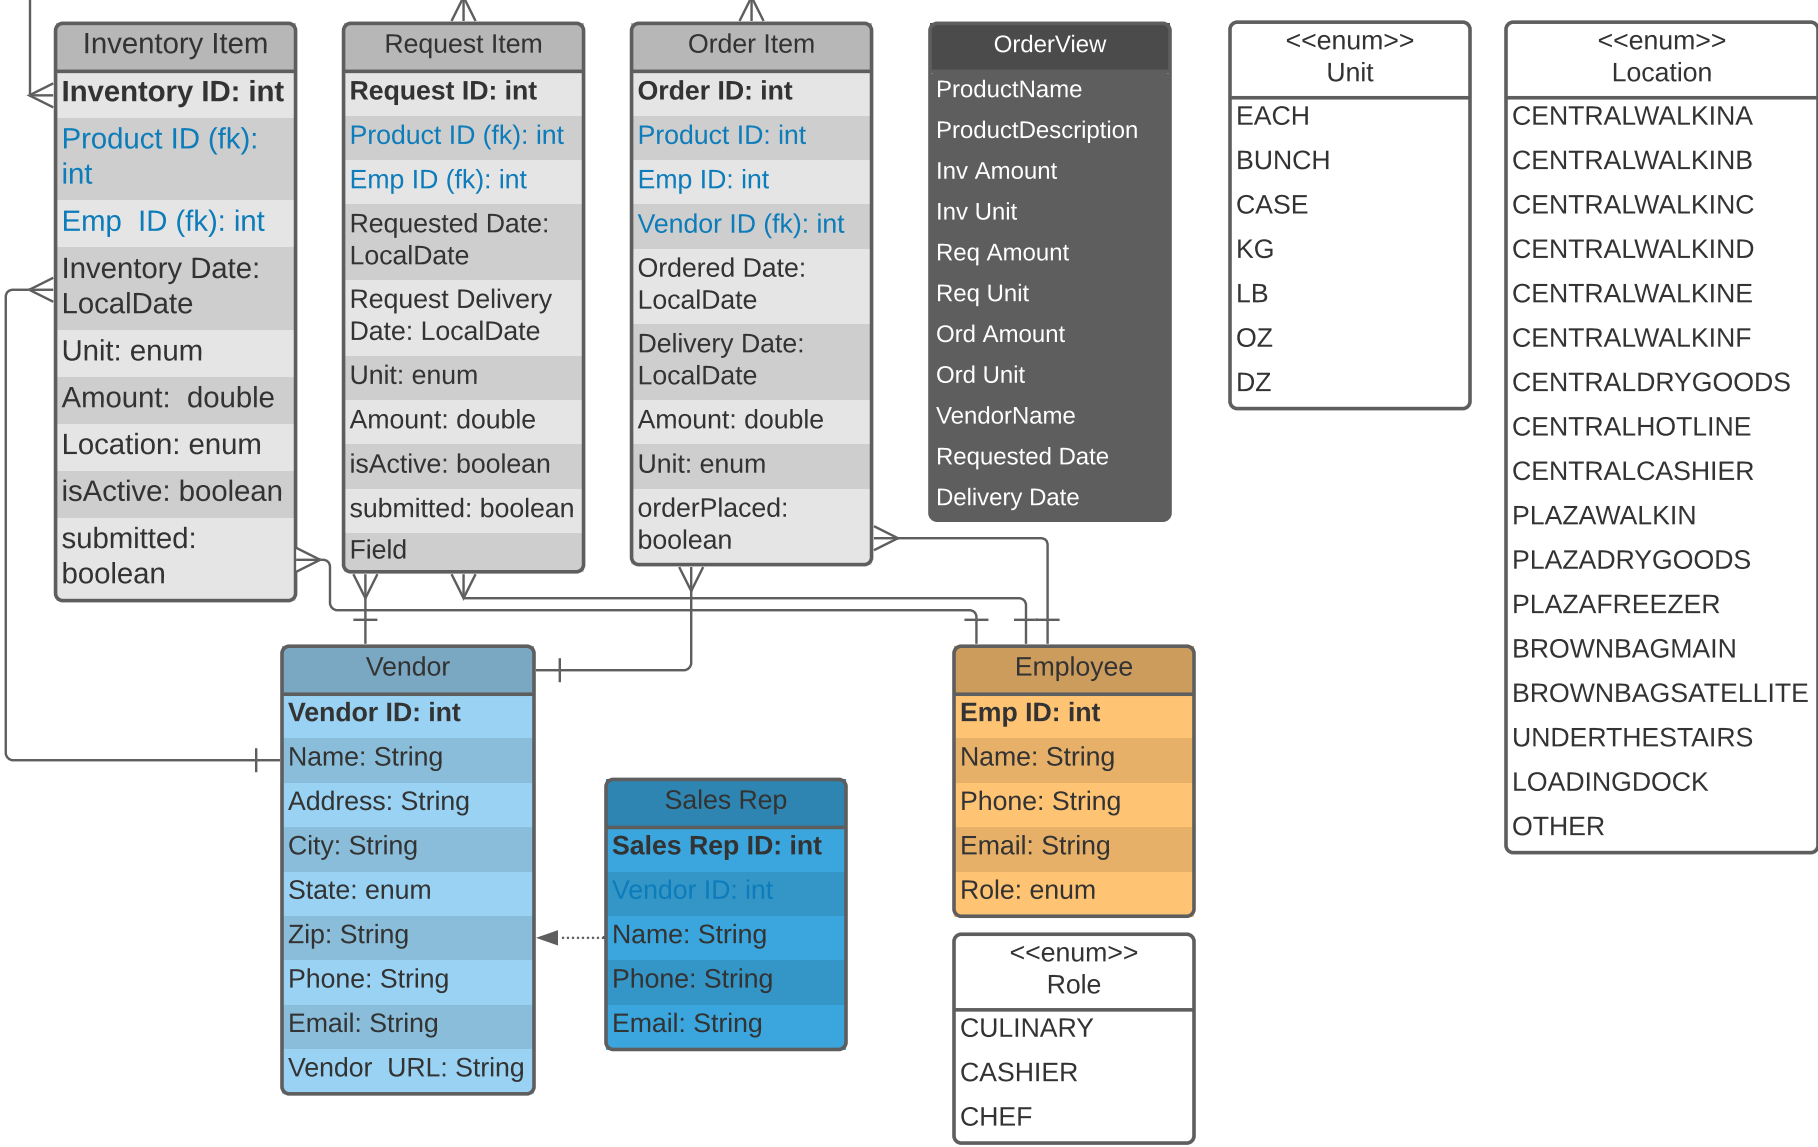 Inventory Item
Inventory ID: int
Product ID (fk):
int
Emp  ID (fk): int
Inventory Date:
LocalDate
Unit: enum
Amount:  double
Location: enum
isActive: boolean
submitted:
boolean
Request Item
Request ID: int
Product ID (fk): int
Emp ID (fk): int
Requested Date:
LocalDate
Request Delivery
Date: LocalDate
Unit: enum
Amount: double
isActive: boolean
submitted: boolean
Field
Order Item
Order ID: int
Product ID: int
Emp ID: int
Vendor ID (fk): int
Ordered Date:
LocalDate
Delivery Date:
LocalDate
Amount: double
Unit: enum
orderPlaced:
boolean
OrderView
ProductName
ProductDescription
Inv Amount
Inv Unit
Req Amount
Req Unit
Ord Amount
Ord Unit
VendorName
Requested Date
Delivery Date
<<enum>>
Unit
EACH
BUNCH
CASE
KG
LB
OZ
DZ
<<enum>>
Location
CENTRALWALKINA
CENTRALWALKINB
CENTRALWALKINC
CENTRALWALKIND
CENTRALWALKINE
CENTRALWALKINF
CENTRALDRYGOODS
CENTRALHOTLINE
CENTRALCASHIER
PLAZAWALKIN
PLAZADRYGOODS
PLAZAFREEZER
BROWNBAGMAIN
BROWNBAGSATELLITE
UNDERTHESTAIRS
LOADINGDOCK
OTHER
Vendor
Vendor ID: int
Name: String
Address: String
City: String
State: enum
Zip: String
Phone: String
Email: String
Vendor  URL: String
Sales Rep
Sales Rep ID: int
Vendor ID: int
Name: String
Phone: String
Email: String
Employee
Emp ID: int
Name: String
Phone: String
Email: String
Role: enum
<<enum>>
Role
CULINARY
CASHIER
CHEF